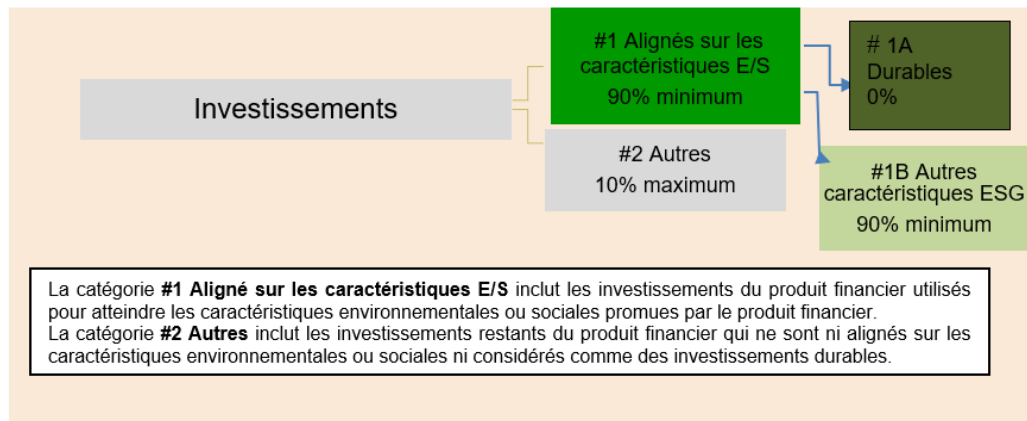 Investissements
#1 Alignés sur les
caractéristiques E/S
90% minimum
#2 Autres
10% maximum
# 1A
Durables
0%
#1B Autres
caractéristiques ESG
90% minimum
La catégorie #1 Aligné sur les caractéristiques E/S inclut les investissements du produit financier utilisés
pour atteindre les caractéristiques environnementales ou sociales promues par le produit financier.
La catégorie #2 Autres inclut les investissements restants du produit financier qui ne sont ni alignés sur les
caractéristiques environnementales ou sociales ni considérés comme des investissements durables.